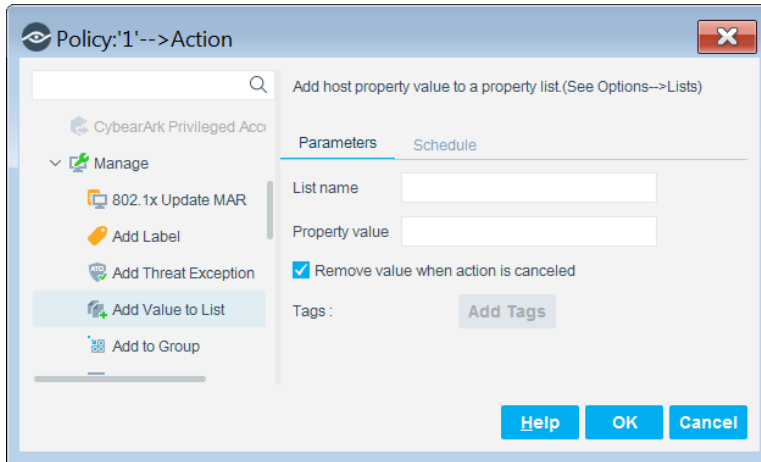 Policy:'1'-->Action
Add host property value to a property list.(See Options-->Lists)
CybearArk Privileged Acc
Manage
802.1x Update MAR
Add Label
Add Threat Exception
Add Value to List
Add to Group
Parameters
Schedule
List name
Property value
Remove value when action is canceled
Tags :
Add Tags
Help
OK
Cancel